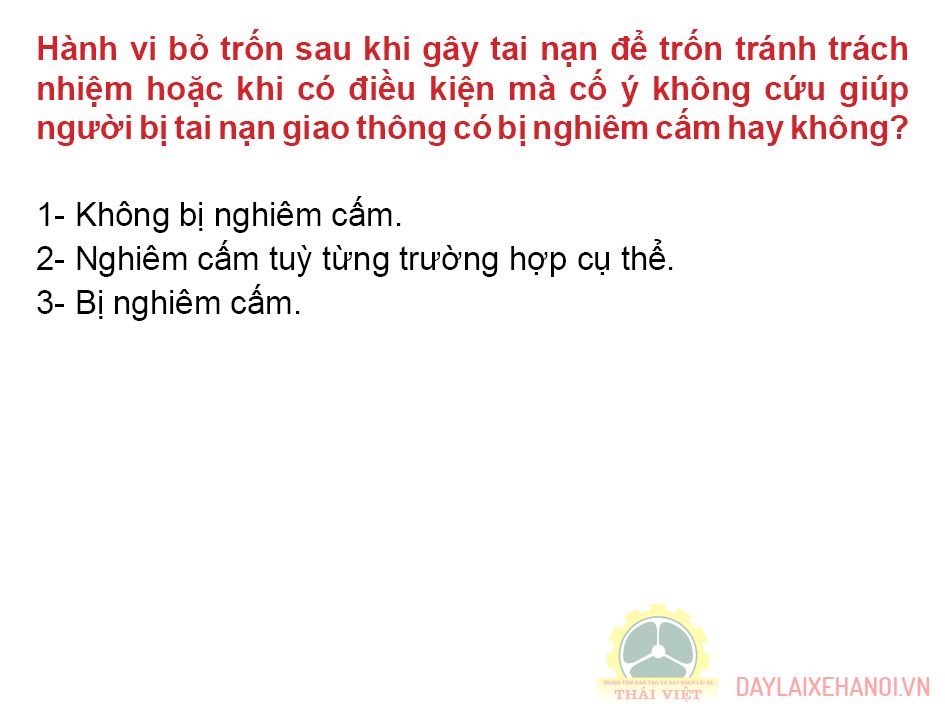 Hành vi bỏ trốn sau khi gây tai nạn để trốn tránh trách
nhiệm hoặc khi có điều kiện mà cố ý không cứu giúp
người bị tai nạn giao thông có bị nghiêm cấm hay không?
1- Không bị nghiêm cấm.
2- Nghiêm cấm tuỳ từng trường hợp cụ thể.
3- Bị nghiêm cấm.
TRUNG TÂM ĐÀO TẠO VÀ SÁT HẠCH LÁI XE
THÁI VIỆT
DAYLAIXEHANOI.VN